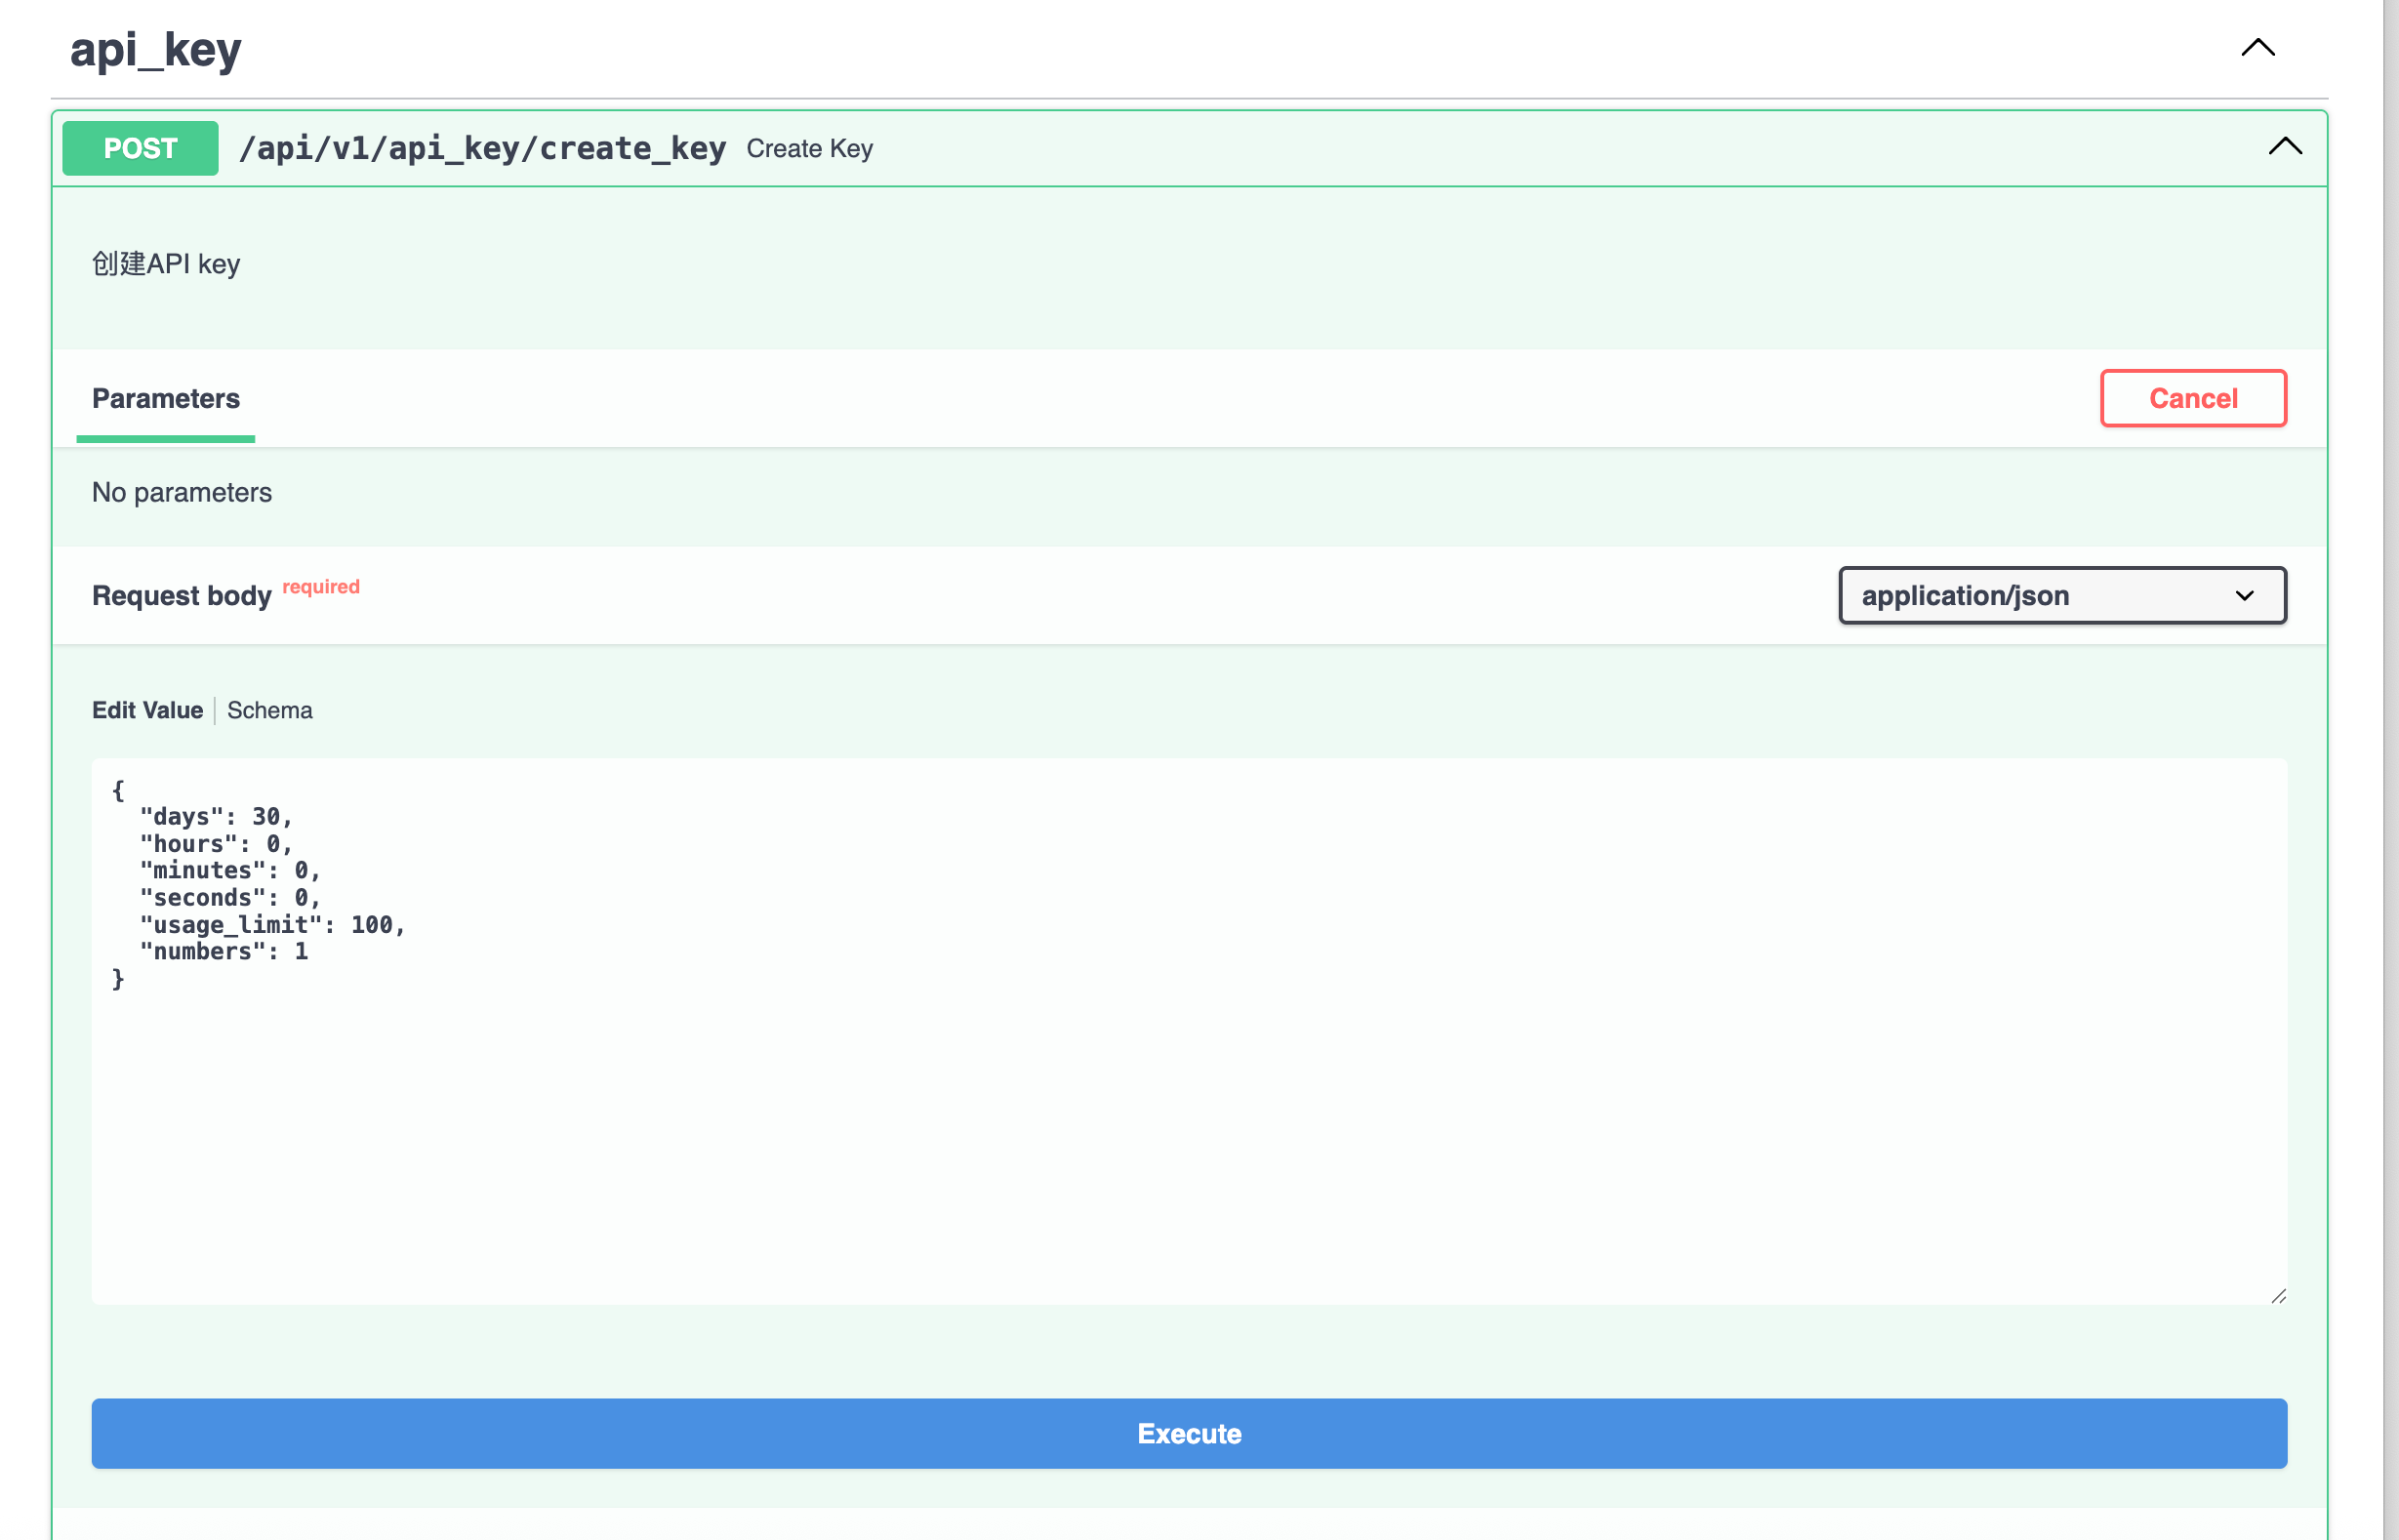 api_key
POST /api/v1/api_key/create_key Create Key
创建API key
Parameters Cancel
No parameters
Request body required application/json
Edit Value Schema
{
  "days": 30,
  "hours": 0,
  "minutes": 0,
  "seconds": 0,
  "usage_limit": 100,
  "numbers": 1
}
Execute